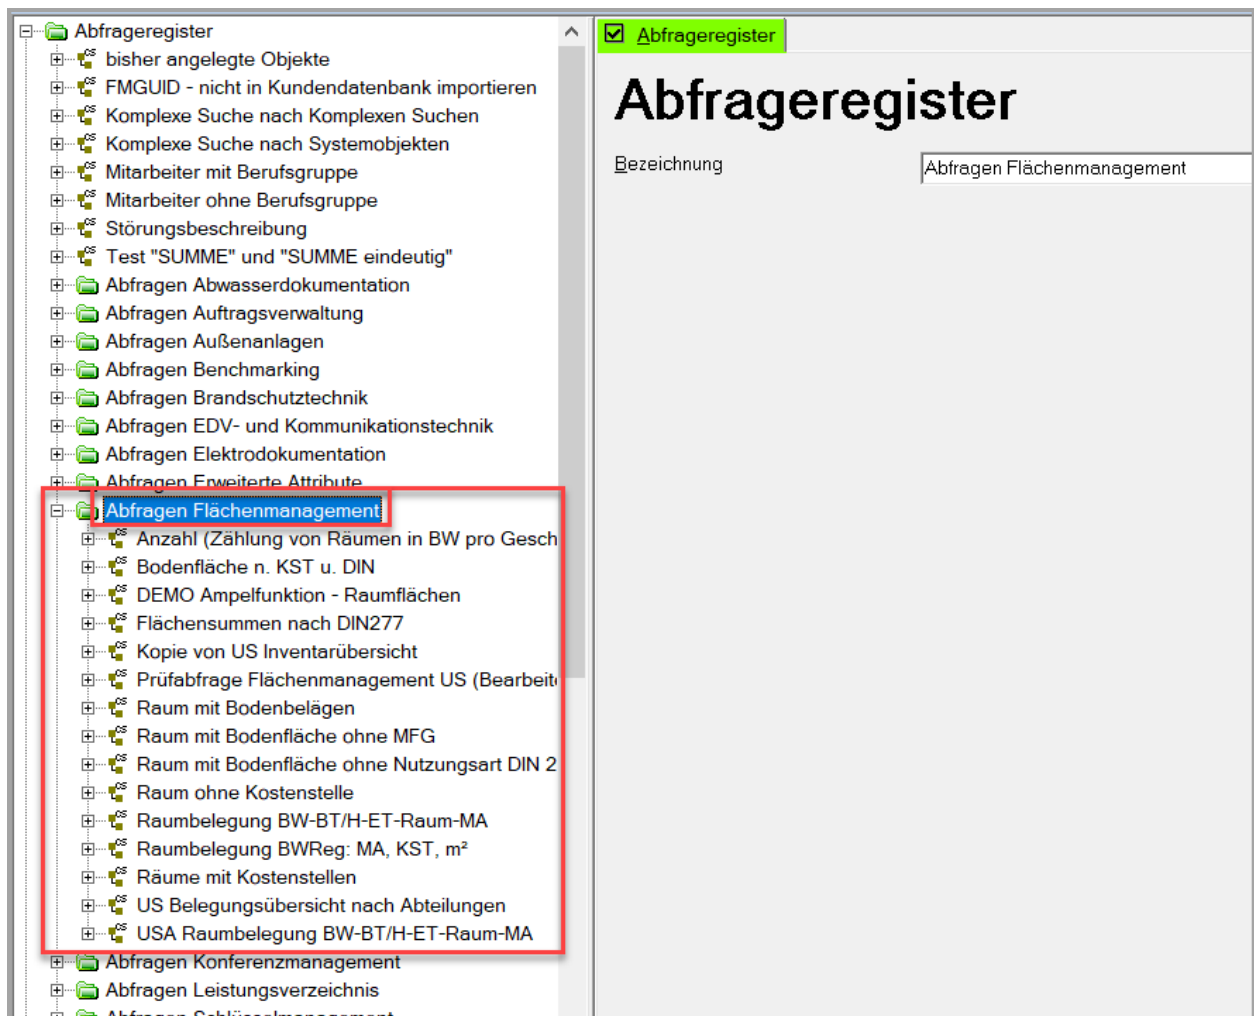 Abfrageregister
bisher angelegte Objekte
FMGUID - nicht in Kundendatenbank importieren
Komplexe Suche nach Komplexen Suchen
Komplexe Suche nach Systemobjekten
Mitarbeiter mit Berufsgruppe
Mitarbeiter ohne Berufsgruppe
Störungsbeschreibung
Test "SUMME" und "SUMME eindeutig"
Abfragen Abwasserdokumentation
Abfragen Auftragsverwaltung
Abfragen Außenanlagen
Abfragen Benchmarking
Abfragen Brandschutztechnik
Abfragen EDV- und Kommunikationstechnik
Abfragen Elektrodokumentation
Abfragen Erweiterte Attribute
Abfragen Flächenmanagement
Anzahl (Zählung von Räumen in BW pro Gesch
Bodenfläche n. KST u. DIN
DEMO Ampelfunktion - Raumflächen
Flächensummen nach DIN277
Kopie von US Inventarübersicht
Prüfabfrage Flächenmanagement US (Bearbeite
Raum mit Bodenbelägen
Raum mit Bodenfläche ohne MFG
Raum mit Bodenfläche ohne Nutzungsart DIN 2
Raum ohne Kostenstelle
Raumbelegung BW-BT/H-ET-Raum-MA
Raumbelegung BWReg: MA, KST, m²
Räume mit Kostenstellen
US Belegungsübersicht nach Abteilungen
USA Raumbelegung BW-BT/H-ET-Raum-MA
Abfragen Konferenzmanagement
Abfragen Leistungsverzeichnis
Abfragen Schlüsselmanagement
Abfrageregister
Abfrageregister
Bezeichnung
Abfragen Flächenmanagement